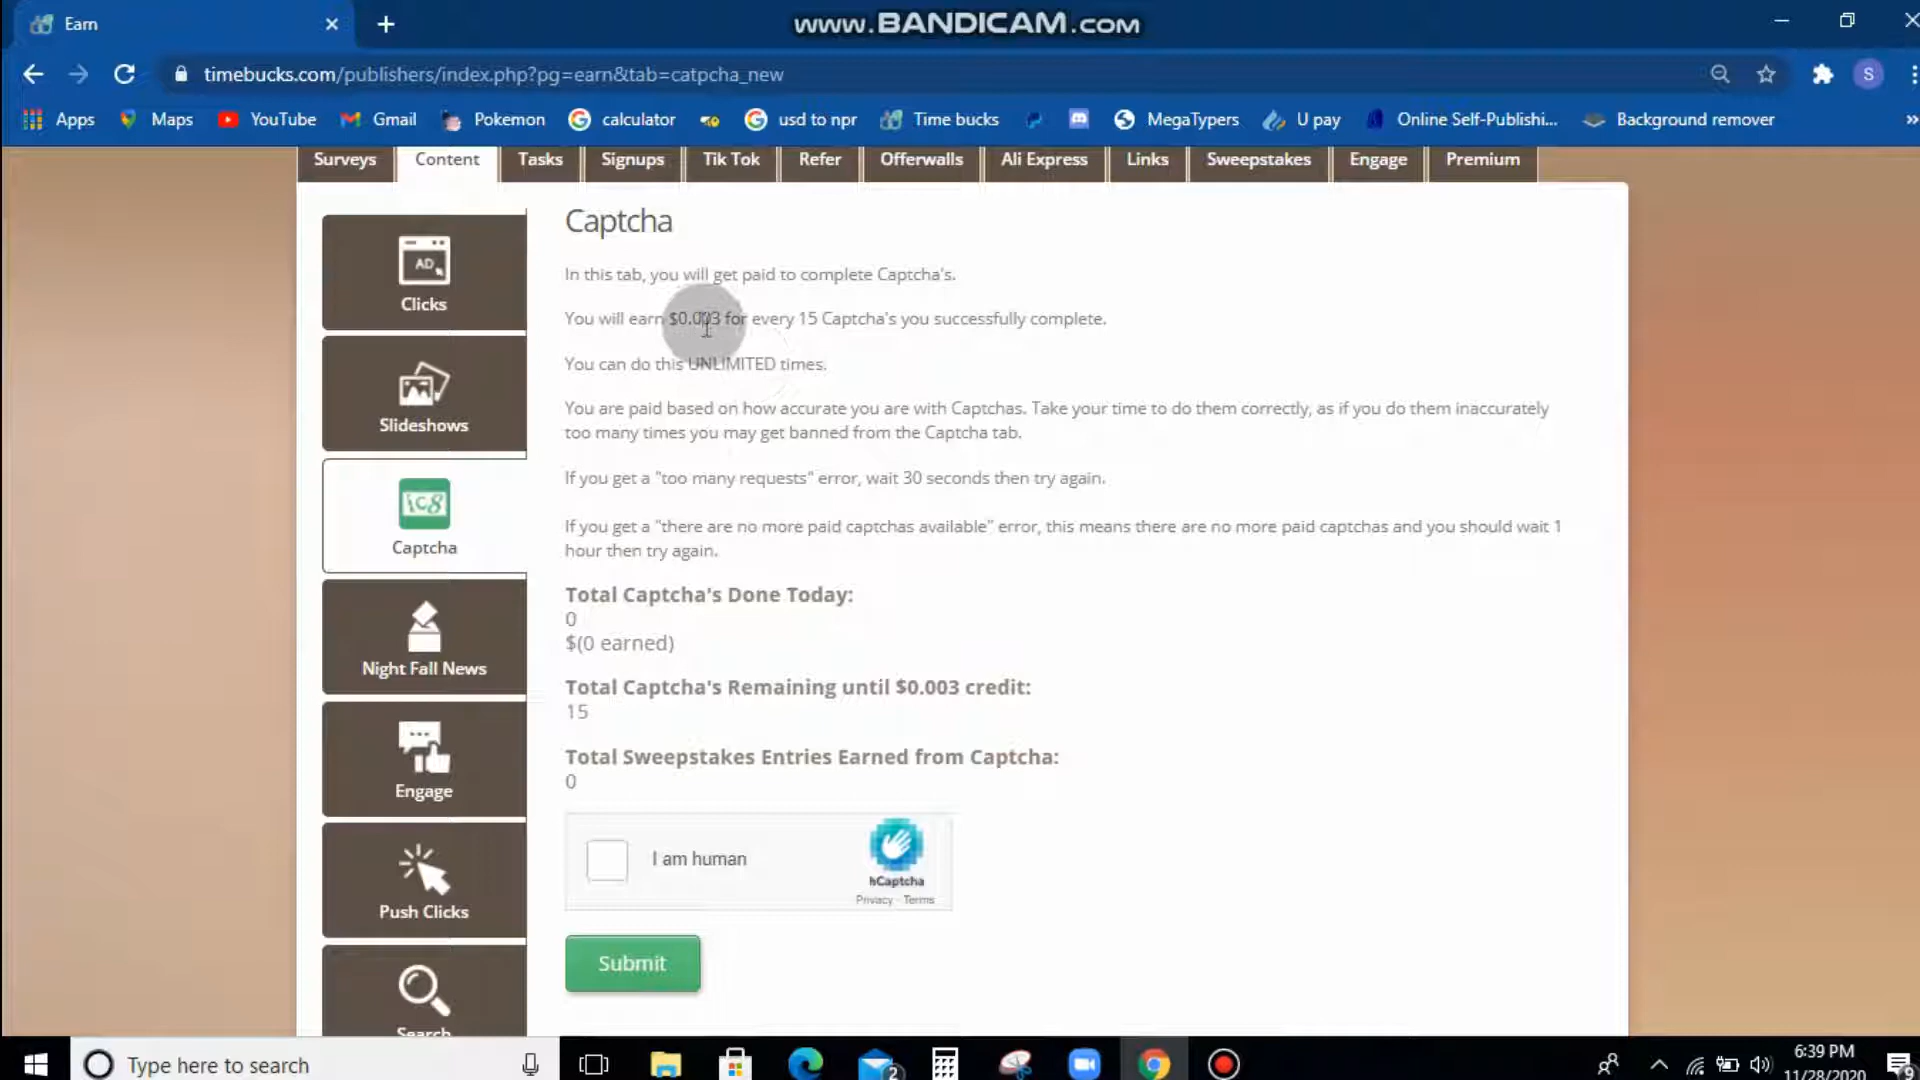 Earn
www.BANDICAM.com
timebucks.com/publishers/index.php?pg=earn&tab=catpcha_new
S
Apps Maps YouTube Gmail Pokemon calculator usd to npr Time bucks MegaTypers U pay Online Self-Publishi... Background remover »
Surveys Content Tasks Signups Tik Tok Refer Offerwalls Ali Express Links Sweepstakes Engage Premium
AD
Clicks
Slideshows
Captcha
Night Fall News
Engage
Push Clicks
Search
Captcha
In this tab, you will get paid to complete Captcha's.
You will earn $0.003 for every 15 Captcha's you successfully complete.
You can do this UNLIMITED times.
You are paid based on how accurate you are with Captchas. Take your time to do them correctly, as if you do them inaccurately
too many times you may get banned from the Captcha tab.
If you get a "too many requests" error, wait 30 seconds then try again.
If you get a "there are no more paid captchas available" error, this means there are no more paid captchas and you should wait 1
hour then try again.
Total Captcha's Done Today:
0
$(0 earned)
Total Captcha's Remaining until $0.003 credit:
15
Total Sweepstakes Entries Earned from Captcha:
0
I am human
hCaptcha
Privacy - Terms
Submit
Type here to search
2
6:39 PM
11/28/2020
9